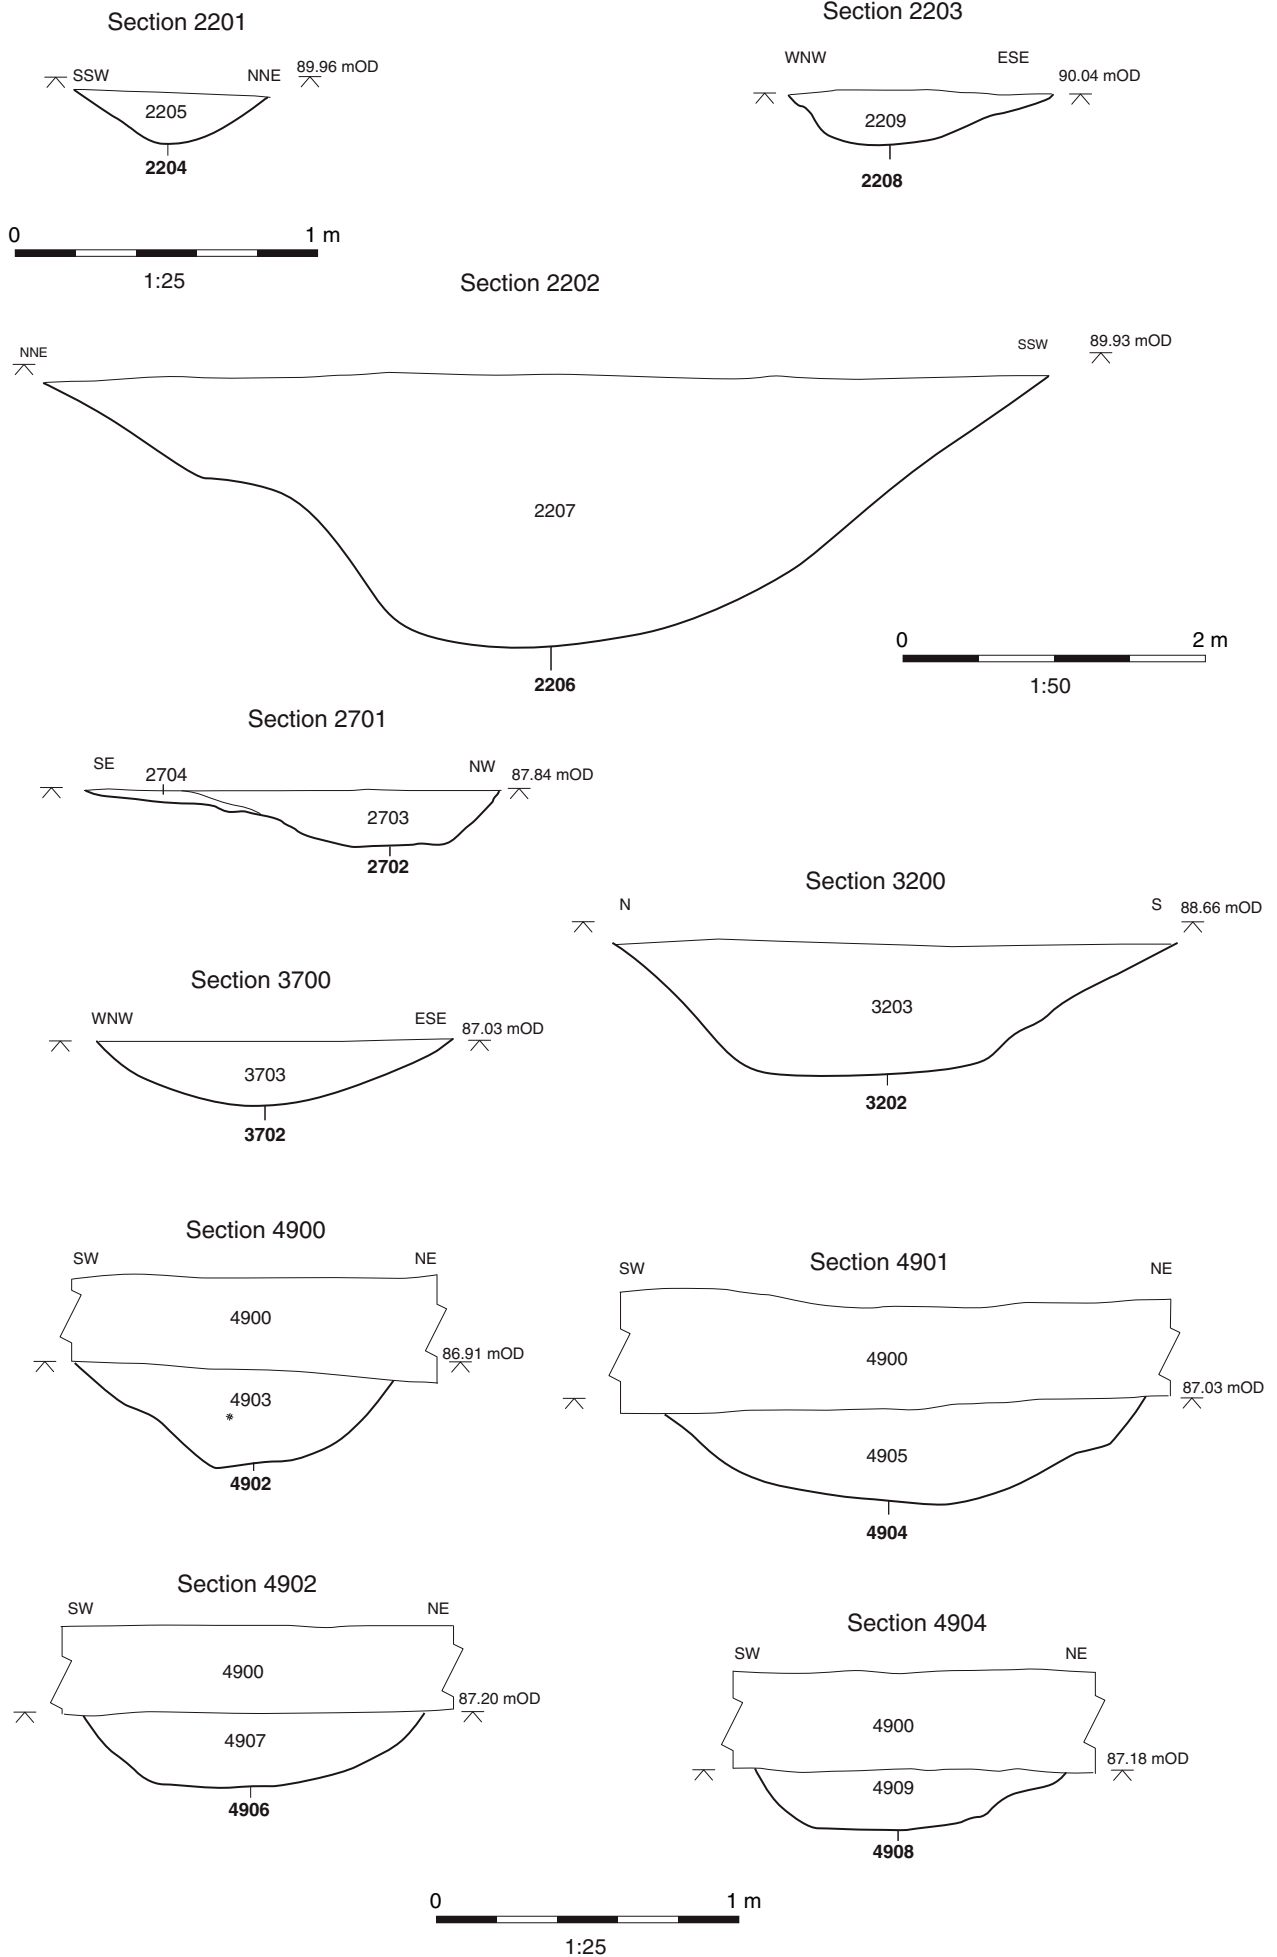 Section 2201
SSW NNE 89.96 mOD
2205
2204
Section 2203
WNW ESE 90.04 mOD
2209
2208
0 1 m
1:25
Section 2202
NNE SSW 89.93 mOD
2207
2206
0 2 m
1:50
Section 2701
SE 2704 NW 87.84 mOD
2703
2702
Section 3200
N S 88.66 mOD
3203
3202
Section 3700
WNW ESE 87.03 mOD
3703
3702
Section 4900
SW NE
4900
86.91 mOD
4903
4902
Section 4901
SW NE
4900
87.03 mOD
4905
4904
Section 4902
SW NE
4900
87.20 mOD
4907
4906
Section 4904
SW NE
4900
87.18 mOD
4909
4908
0 1 m
1:25